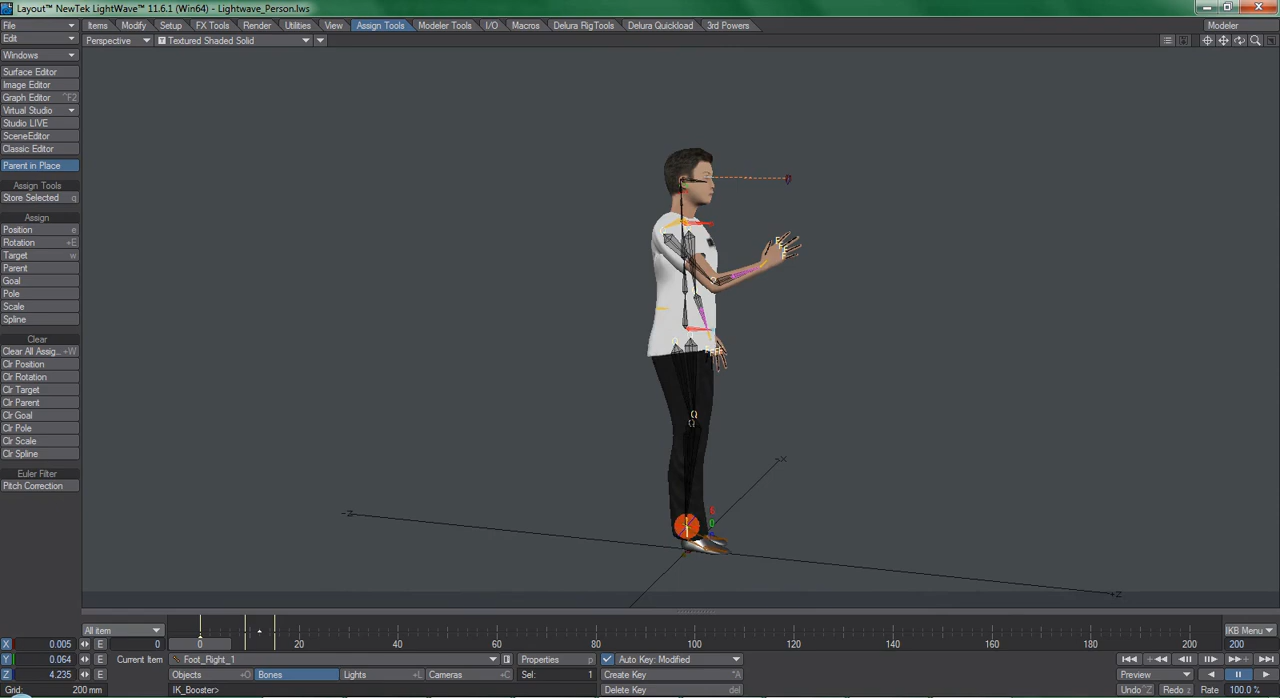 Layout™ NewTek LightWave™ 11.6.1 (Win64) - Lightwave_Person.lws
File
Items Modify Setup FX Tools Render Utilities View Assign Tools Modeler Tools I/O Macros Delura RigTools Delura Quickload 3rd Powers Modeler
Edit
Perspective T Textured Shaded Solid
Windows
Surface Editor
Image Editor
Graph Editor ^F2
Virtual Studio
Studio LIVE
SceneEditor
Classic Editor
Parent in Place
Assign Tools
Store Selected q
Assign
Position e
Rotation +E
Target w
Parent
Goal
Pole
Scale
Spline
Clear
Clear All Assig... +W
Clr Position
Clr Rotation
Clr Target
Clr Parent
Clr Goal
Clr Pole
Clr Scale
Clr Spline
Euler Filter
Pitch Correction
-X
-Z
+Z
All item IKB Menu
X 0.005 E 0 0 20 40 60 80 100 120 140 160 180 200 200
Y 0.064 E Current Item Foot_Right_1 Properties p Auto Key: Modified
Z 4.235 E Objects +O Bones Lights +L Cameras +C Sel: 1 Create Key Preview
Grid: 200 mm IK_Booster> Delete Key del Undo ^Z Redo z Rate 100.0 %